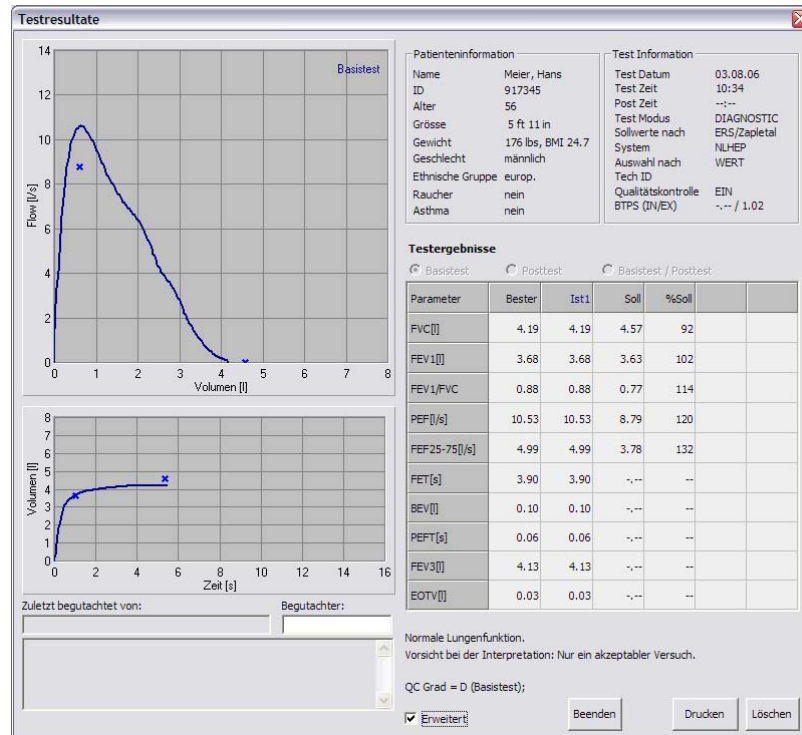 Testresultate
14
12
10
8
6
4
2
0
Flow [l/s]
Basistest
0 1 2 3 4 5 6 7 8
Volumen [l]
8
7
6
5
4
3
2
1
0
Volumen [l]
0 2 4 6 8 10 12 14 16
Zeit [s]
Zuletzt begutachtet von: Begutachter:
Patienteninformation
Name Meier, Hans
ID 917345
Alter 56
Grösse 5 ft 11 in
Gewicht 176 lbs, BMI 24.7
Geschlecht männlich
Ethnische Gruppe europ.
Raucher nein
Asthma nein
Test Information
Test Datum 03.08.06
Test Zeit 10:34
Post Zeit --:--
Test Modus DIAGNOSTIC
Sollwerte nach ERS/Zapletal
System NLHEP
Auswahl nach WERT
Tech ID
Qualitätskontrolle EIN
BTPS (IN/EX) -.-- / 1.02
Testergebnisse
Basistest Posttest Basistest / Posttest
Parameter Bester Ist1 Soll %Soll
FVC[l] 4.19 4.19 4.57 92
FEV1[l] 3.68 3.68 3.63 102
FEV1/FVC 0.88 0.88 0.77 114
PEF[l/s] 10.53 10.53 8.79 120
FEF25-75[l/s] 4.99 4.99 3.78 132
FET[s] 3.90 3.90 -.-- --
BEV[l] 0.10 0.10 -.-- --
PEFT[s] 0.06 0.06 -.-- --
FEV3[l] 4.13 4.13 -.-- --
EOTV[l] 0.03 0.03 -.-- --
Normale Lungenfunktion.
Vorsicht bei der Interpretation: Nur ein akzeptabler Versuch.
QC Grad = D (Basistest);
Erweitert Beenden Drucken Löschen